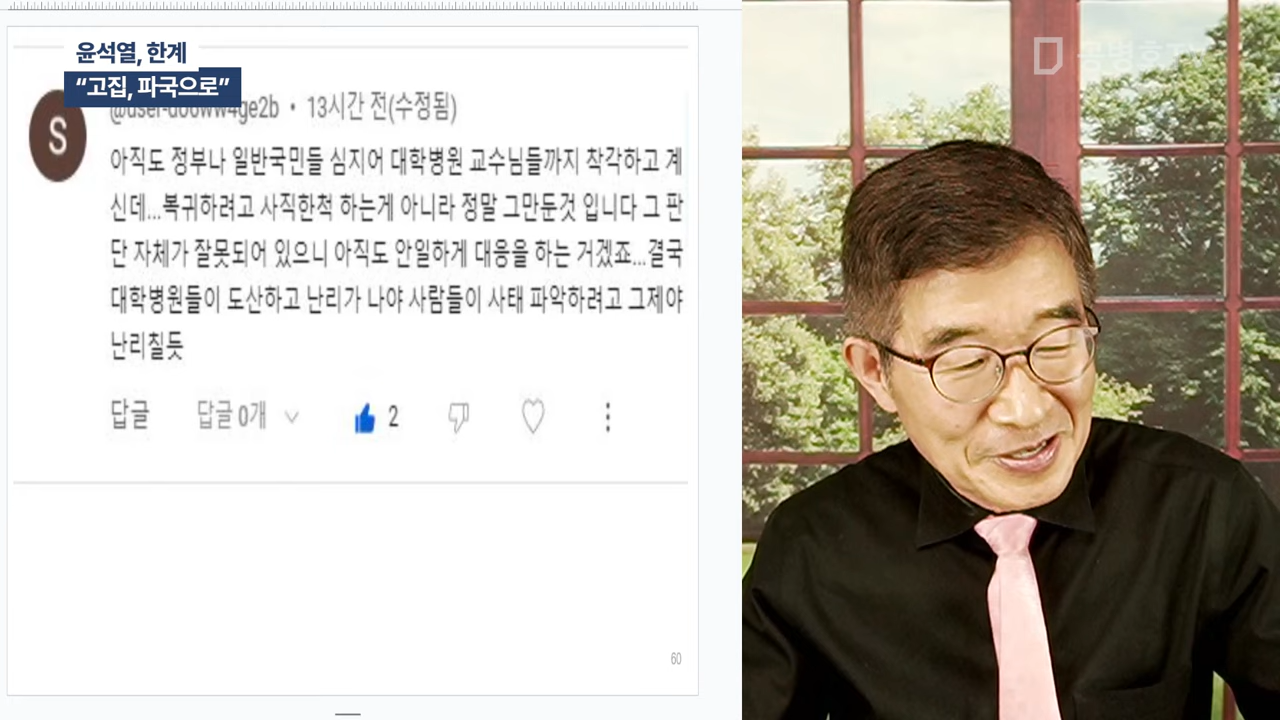 윤석열, 한계
“고집, 파국으로”
S
13시간 전(수정됨)
아직도 정부나 일반국민들 심지어 대학병원 교수님들까지 착각하고 계
신데...복귀하려고 사직한척 하는게 아니라 정말 그만둔것 입니다 그 판
단 자체가 잘못되어 있으니 아직도 안일하게 대응을 하는 거겠죠...결국
대학병원들이 도산하고 난리가 나야 사람들이 사태 파악하려고 그제야
난리칠듯
답글 답글 0개 2
60
공병호TV